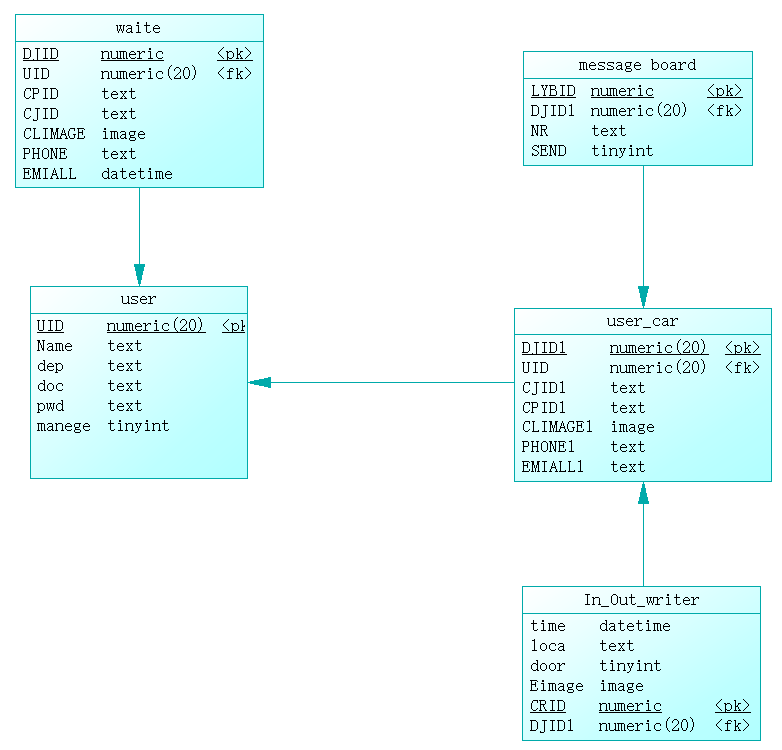 waite
DJID numeric <pk>
UID numeric(20) <fk>
CPID text
CJID text
CLIMAGE image
PHONE text
EMIALL datetime
message board
LYBID numeric <pk>
DJID1 numeric(20) <fk>
NR text
SEND tinyint
user
UID numeric(20) <pk
Name text
dep text
doc text
pwd text
manege tinyint
user_car
DJID1 numeric(20) <pk>
UID numeric(20) <fk>
CJID1 text
CPID1 text
CLIMAGE1 image
PHONE1 text
EMIALL1 text
In_Out_writer
time datetime
loca text
door tinyint
Eimage image
CRID numeric <pk>
DJID1 numeric(20) <fk>